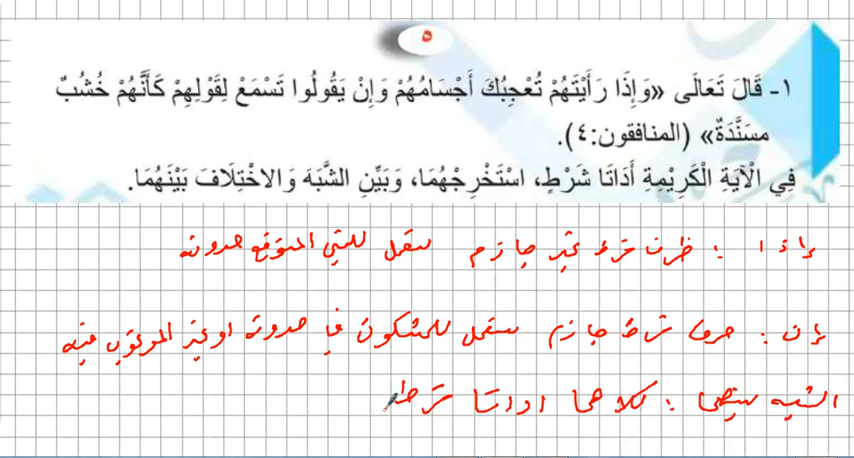 ٥
١- قَالَ تَعَالَى «وَإِذَا رَأَيْتَهُمْ تُعْجِبُكَ أَجْسَامُهُمْ وَإِنْ يَقُولُوا تَسْمَعْ لِقَوْلِهِمْ كَأَنَّهُمْ خُشُبٌ
مسَنَّدَةٌ» (المنافقون:٤).
فِي الْآيَةِ الْكَرِيْمِةِ أَدَاتَا شَرْطٍ، اسْتَخْرِجْهُمَا، وَبَيِّنِ الشَّبَهَ وَالاخْتِلَافَ بَيْنَهُمَا.
إذا : ظرف شرط غير جازم يستعمل للشيء المتوقع حدوثه
إن : حرف شرط جازم يستعمل للمشكوك في حدوثه او غير المرغوب فيه
الشبه بينهما : كلاهما اداتا شرط